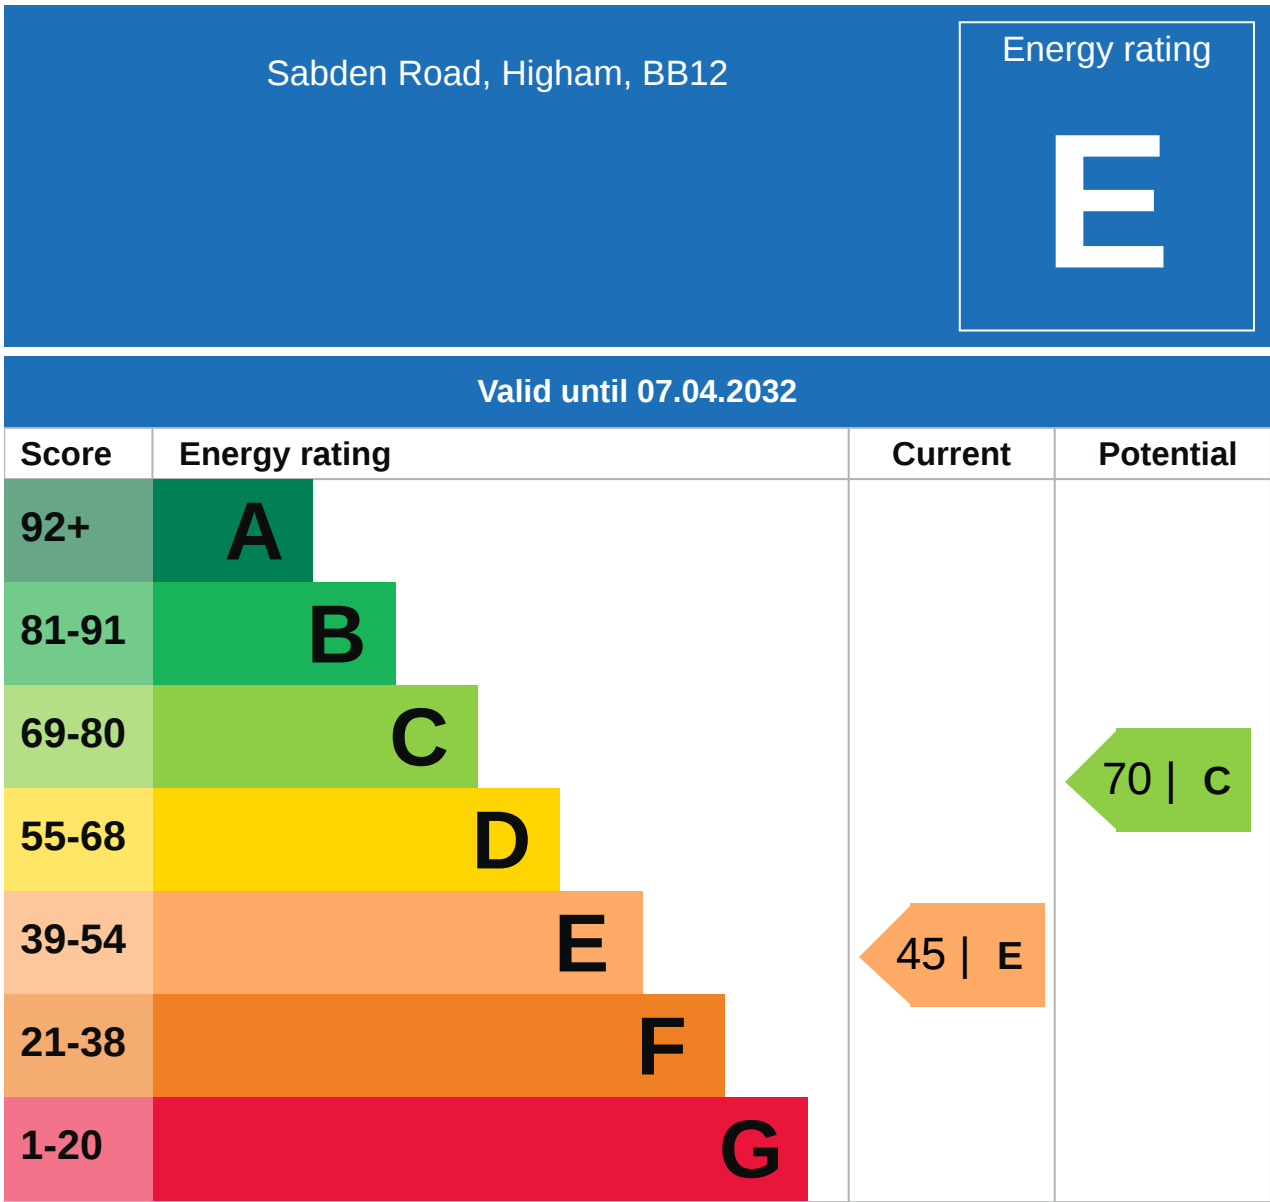 Sabden Road, Higham, BB12
Energy rating
E
Valid until 07.04.2032
Score Energy rating Current Potential
92+ A
81-91 B
69-80 C
70 | C
55-68 D
39-54 E
45 | E
21-38 F
1-20 G